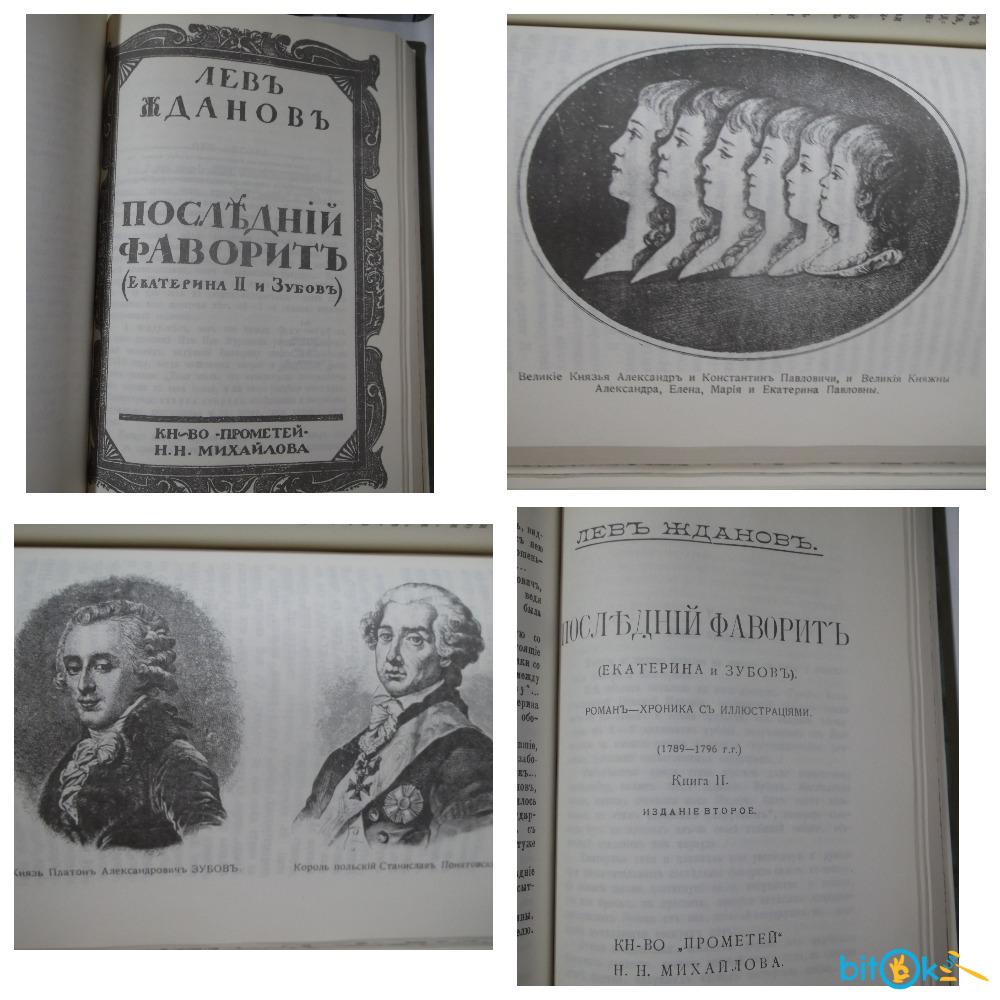 ЛЕВЪ
ЖДАНОВЪ
ПОСЛѢДНІЙ
ФАВОРИТЪ
(ЕКАТЕРИНА II И ЗУБОВЪ)
КН-ВО "ПРОМЕТЕЙ"
Н.Н. МИХАЙЛОВА
Великіе Князья Александръ и Константинъ Павловичи, и Великія Княжны
Александра, Елена, Марія и Екатерина Павловны.
Князь Платонъ Александровичъ ЗУБОВЪ.
Король польскій Станиславъ Понятовск
ЛЕВЪ ЖДАНОВЪ.
ПОСЛѢДНІЙ ФАВОРИТЪ
(ЕКАТЕРИНА и ЗУБОВЪ).
РОМАНЪ—ХРОНИКА СЪ ИЛЛЮСТРАЦІЯМИ.
(1789—1796 г.г.)
Книга II.
ИЗДАНІЕ ВТОРОЕ.
КН-ВО „ПРОМЕТЕЙ"
Н. Н. МИХАЙЛОВА.
bitok